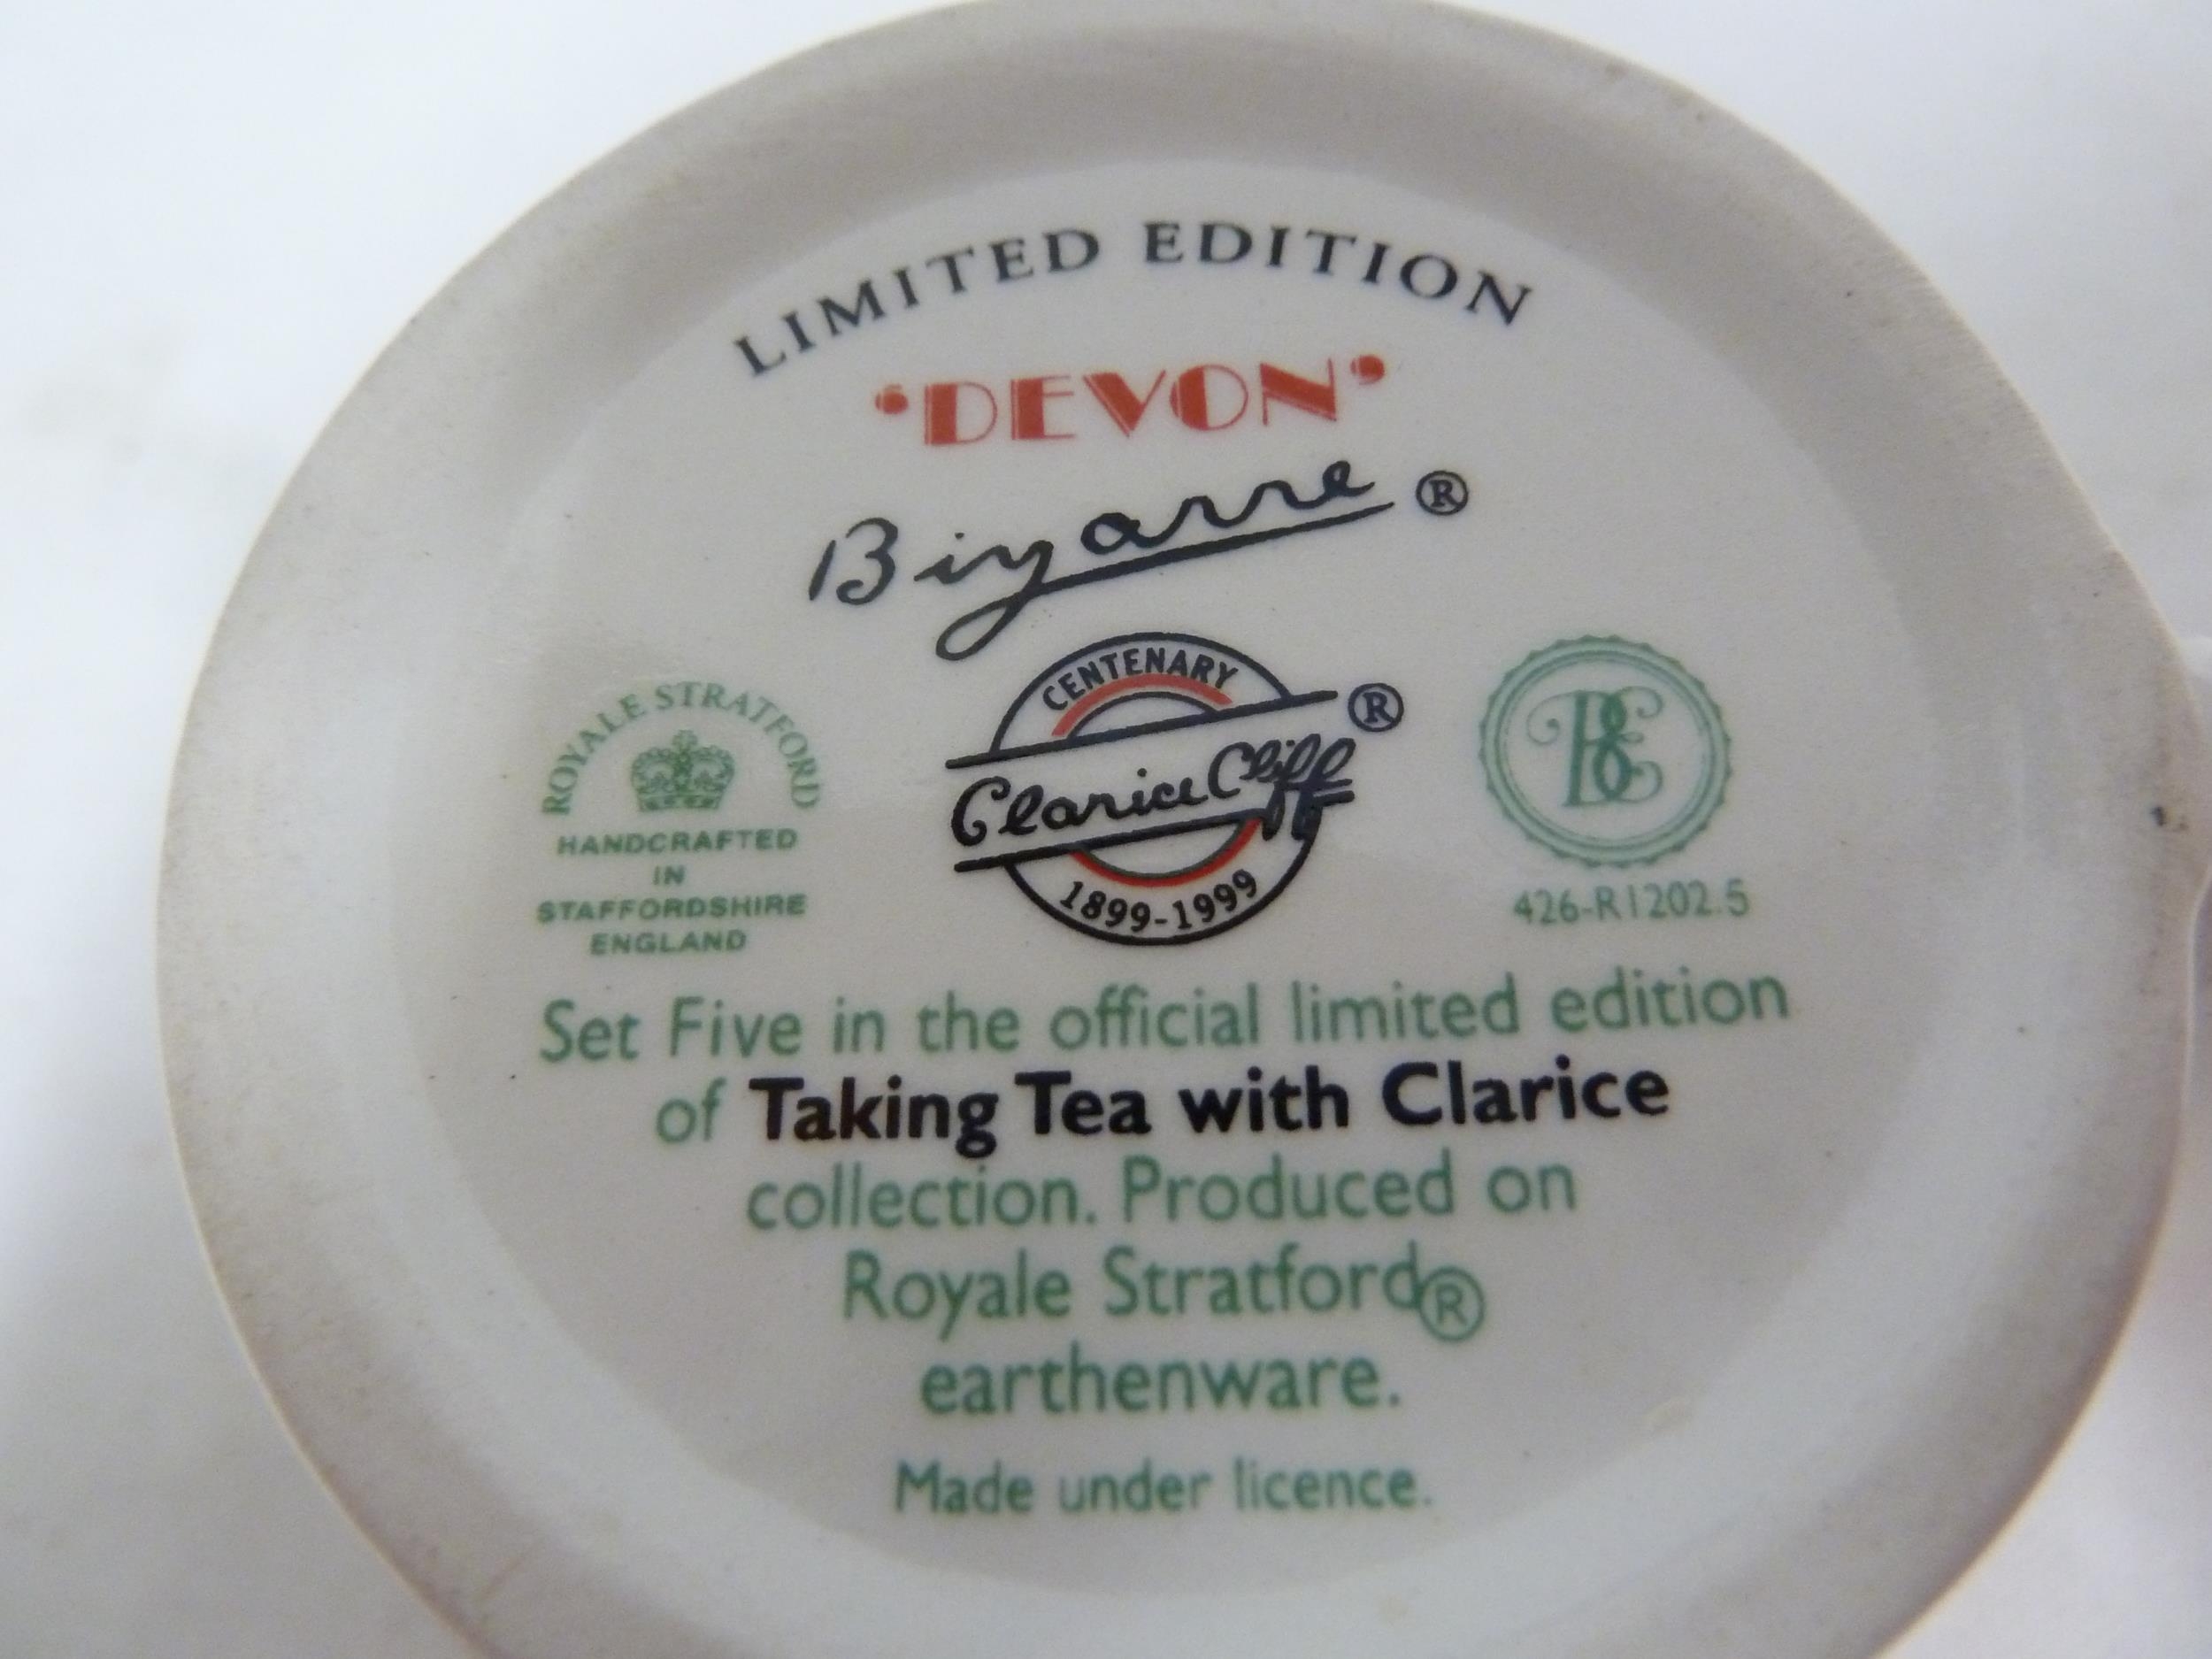 LIMITED EDITION
'DEVON'
Bizarre ®
ROYALE STRATFORD
HANDCRAFTED
IN
STAFFORDSHIRE
ENGLAND
CENTENARY
Clarice Cliff ®
1899-1999
BE
426-R1202.5
Set Five in the official limited edition
of Taking Tea with Clarice
collection. Produced on
Royale Stratford®
earthenware.
Made under licence.